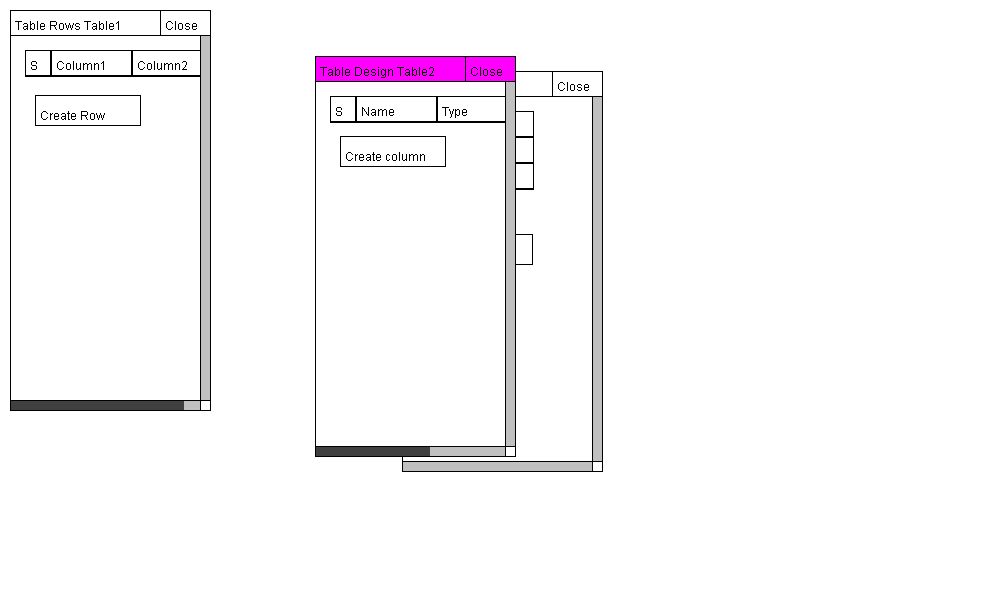 Table Rows Table1 Close
S Column1 Column2
Create Row
Table Design Table2 Close
S Name Type
Create column
Close